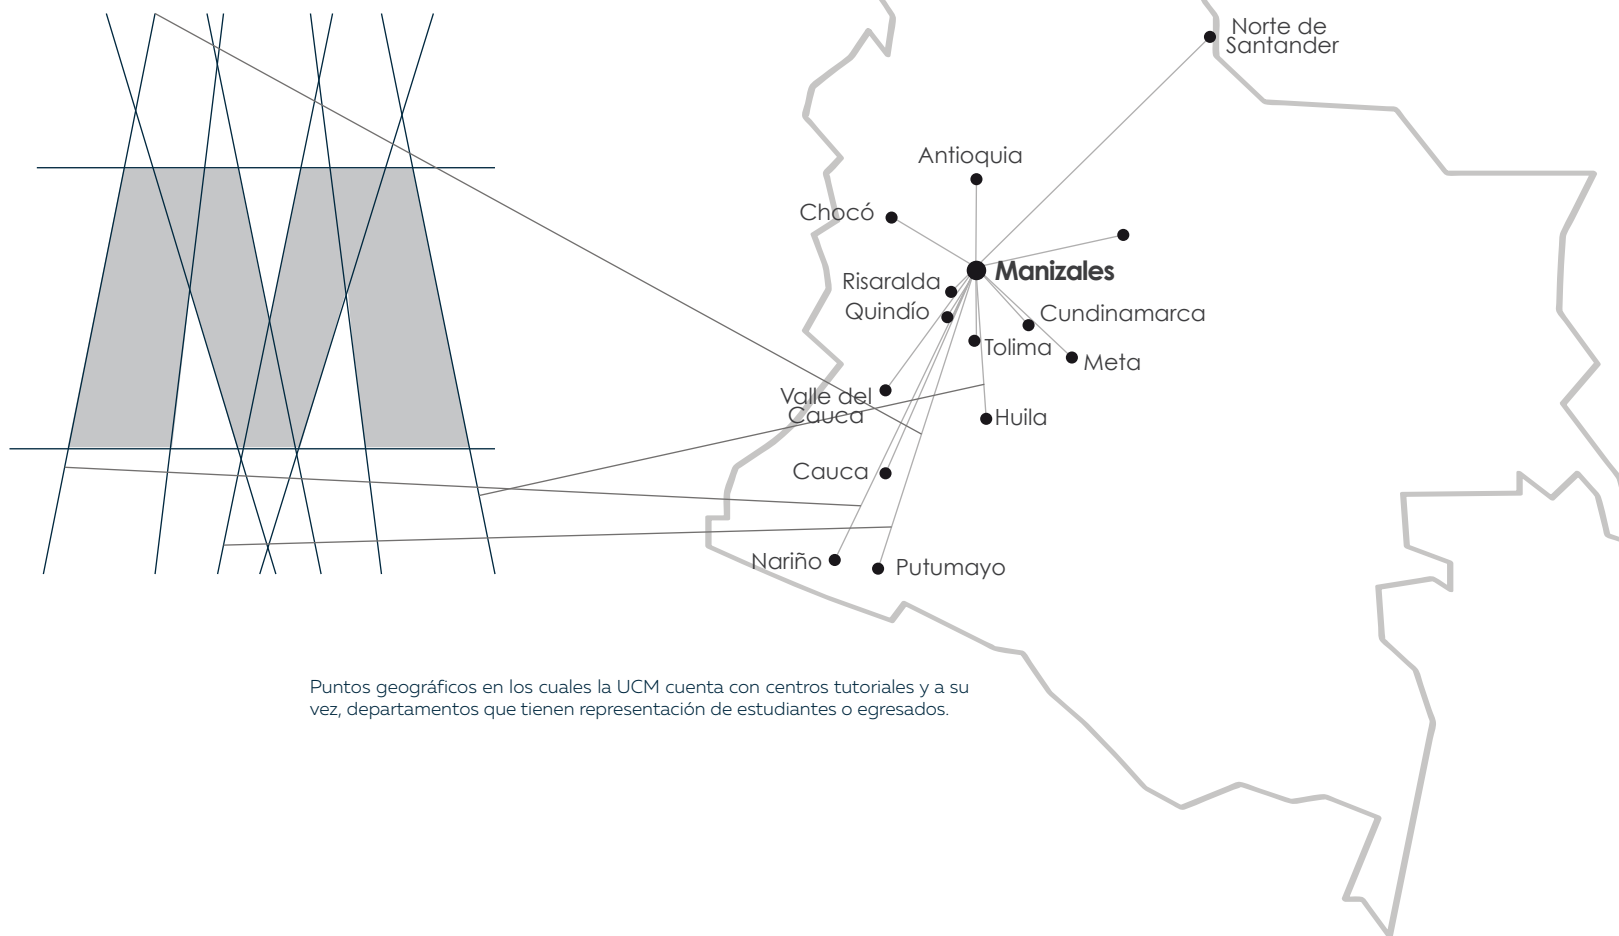 Norte de
Santander
Antioquia
Chocó
Manizales
Risaralda
Quindío
Cundinamarca
Tolima
Meta
Valle del
Cauca
Huila
Cauca
Nariño
Putumayo
Puntos geográficos en los cuales la UCM cuenta con centros tutoriales y a su
vez, departamentos que tienen representación de estudiantes o egresados.